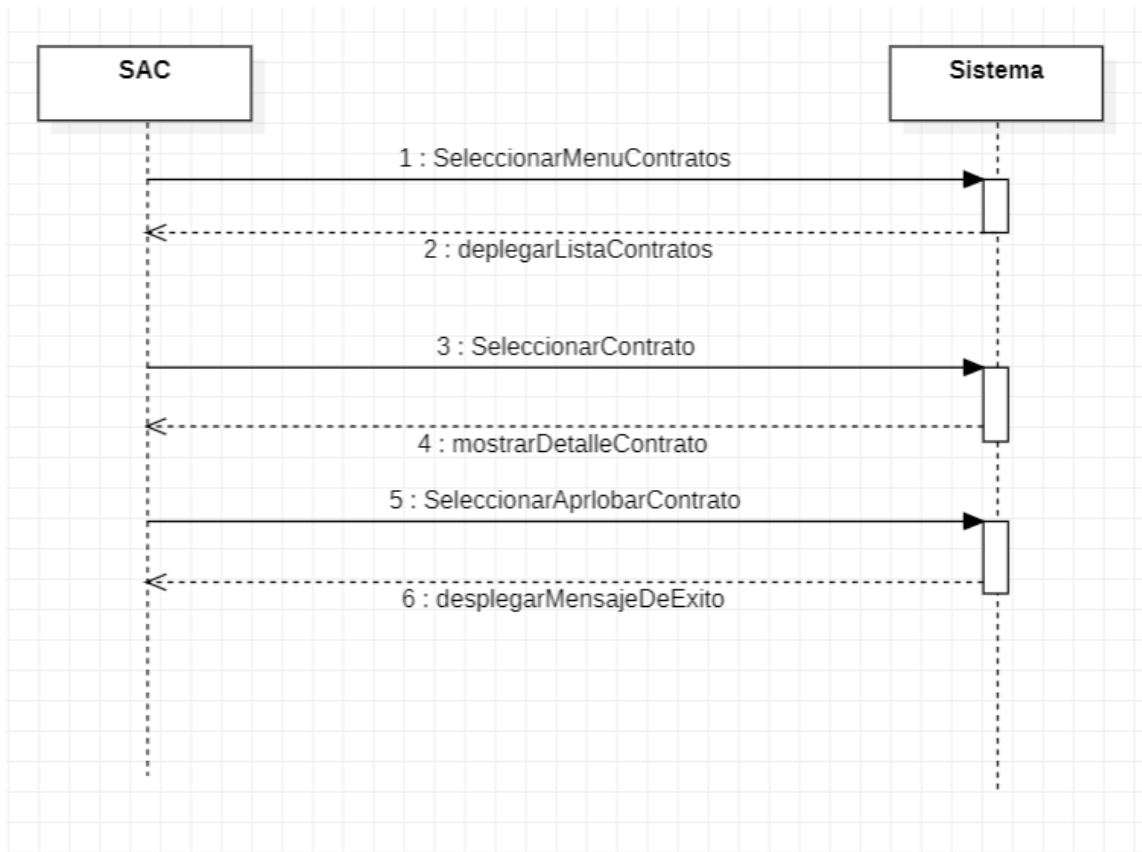 SAC
Sistema
1 : SeleccionarMenuContratos
2 : deplegarListaContratos
3 : SeleccionarContrato
4 : mostrarDetalleContrato
5 : SeleccionarAprlobarContrato
6 : desplegarMensajeDeExito